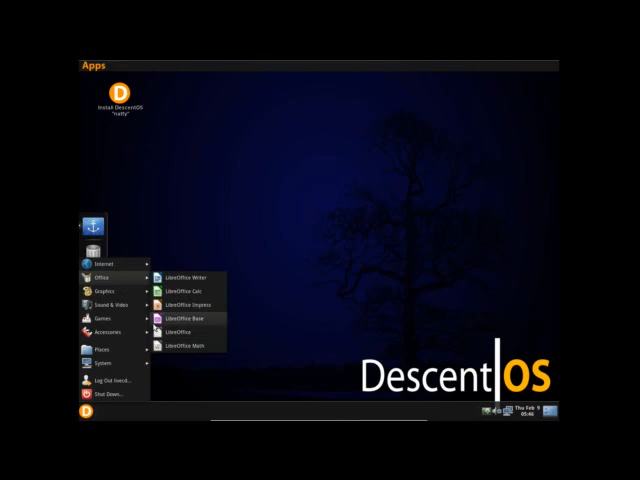 Apps
Install DescentOS
"natty"
Internet
Office
Graphics
Sound & Video
Games
Accessories
Places
System
Log Out livecd...
Shut Down...
LibreOffice Writer
LibreOffice Calc
LibreOffice Impress
LibreOffice Base
LibreOffice
LibreOffice Math
Descent|OS
D
Thu Feb 9
05:46